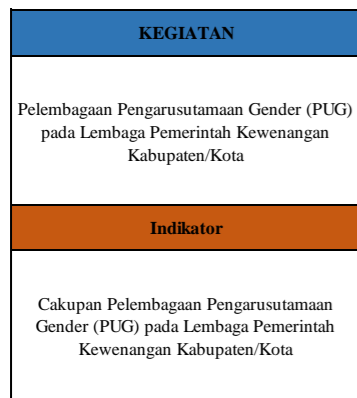 KEGIATAN
Pelembagaan Pengarusutamaan Gender (PUG)
pada Lembaga Pemerintah Kewenangan
Kabupaten/Kota
Indikator
Cakupan Pelembagaan Pengarusutamaan
Gender (PUG) pada Lembaga Pemerintah
Kewenangan Kabupaten/Kota